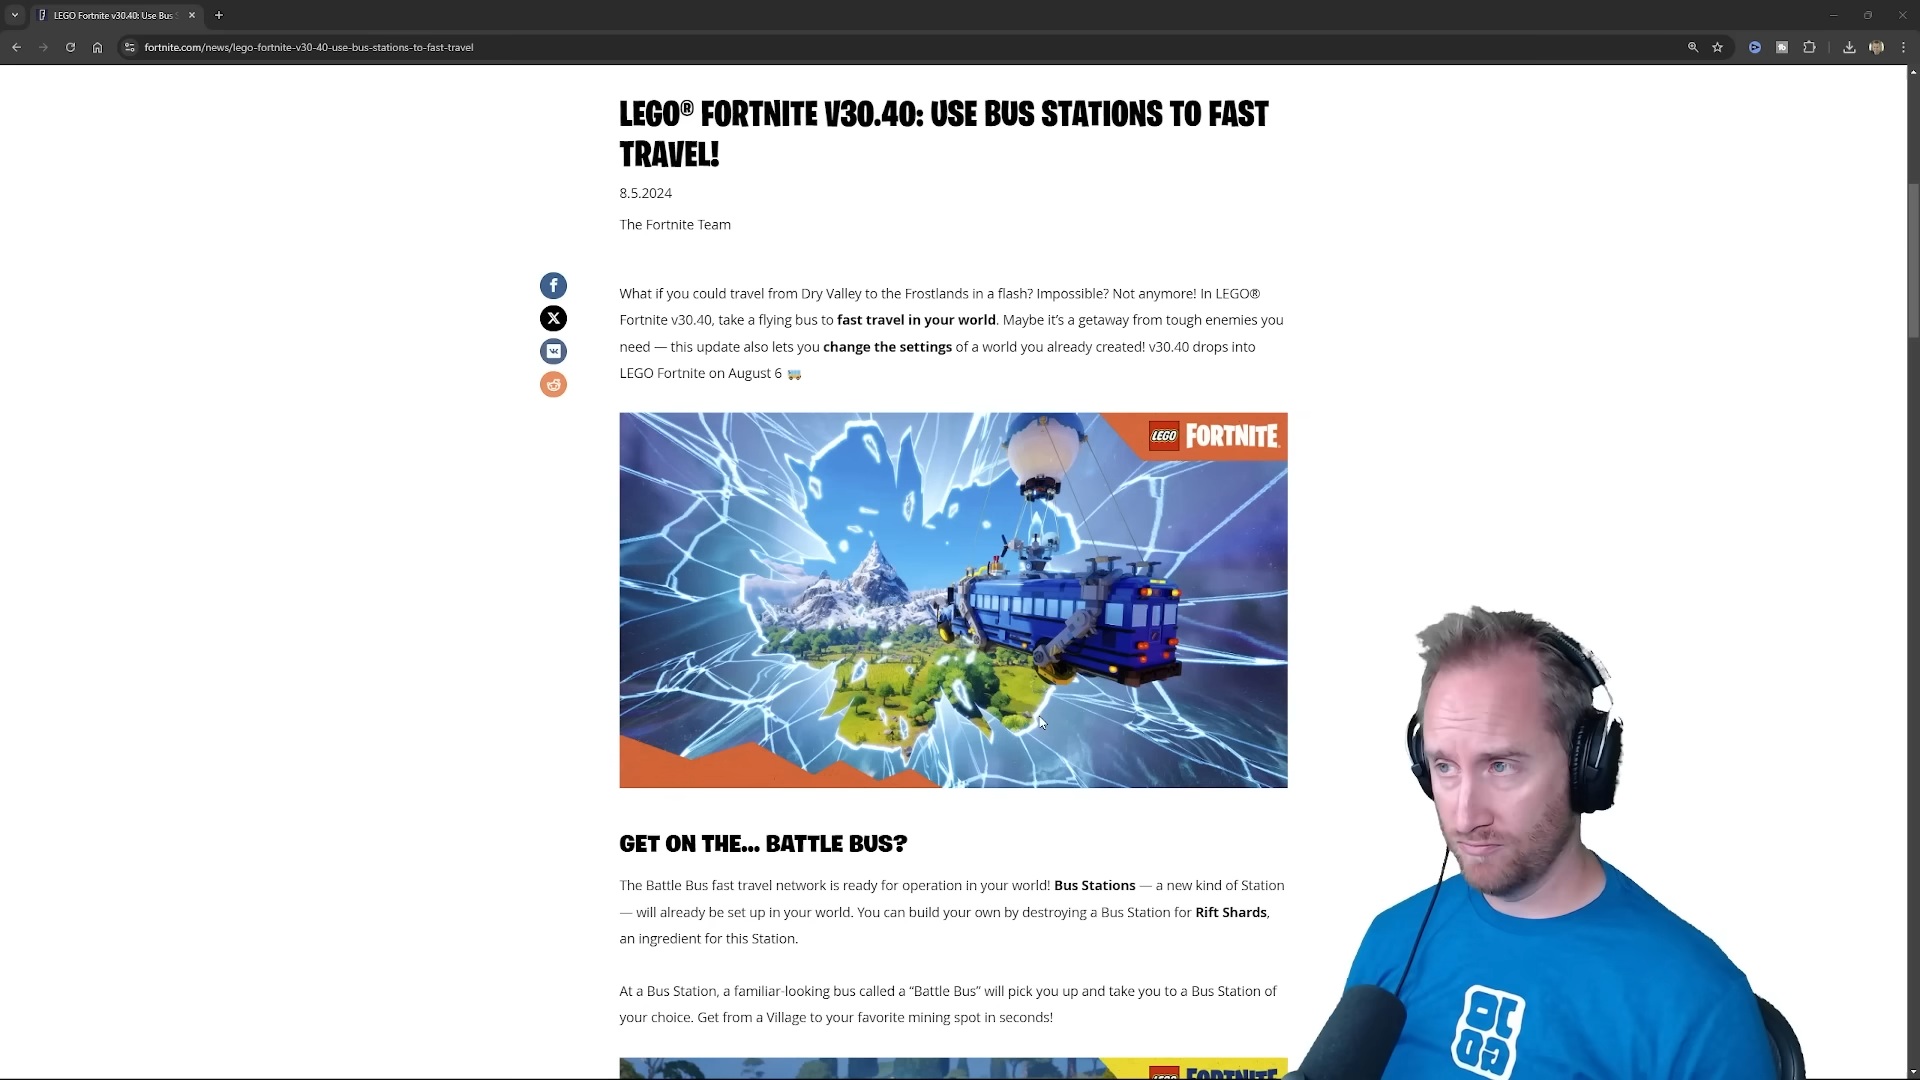 LEGO Fortnite v30.40: Use Bus
fortnite.com/news/lego-fortnite-v30-40-use-bus-stations-to-fast-travel
LEGO® FORTNITE V30.40: USE BUS STATIONS TO FAST
TRAVEL!
8.5.2024
The Fortnite Team
What if you could travel from Dry Valley to the Frostlands in a flash? Impossible? Not anymore! In LEGO®
Fortnite v30.40, take a flying bus to fast travel in your world. Maybe it's a getaway from tough enemies you
need — this update also lets you change the settings of a world you already created! v30.40 drops into
LEGO Fortnite on August 6
LEGO FORTNITE
GET ON THE... BATTLE BUS?
The Battle Bus fast travel network is ready for operation in your world! Bus Stations — a new kind of Station
— will already be set up in your world. You can build your own by destroying a Bus Station for Rift Shards,
an ingredient for this Station.
At a Bus Station, a familiar-looking bus called a “Battle Bus” will pick you up and take you to a Bus Station of
your choice. Get from a Village to your favorite mining spot in seconds!
LEGO FORTNITE